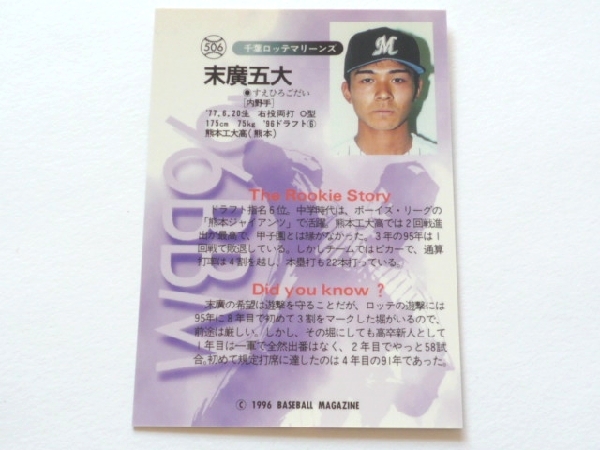 506 千葉ロッテマリーンズ
M
末廣五大
◉すえひろごだい
[内野手]
'77.6.20生 右投両打 O型
175cm 75kg '96ドラフト⑥
熊本工大高(熊本)
'96BBM
The Rookie Story
ドラフト指名6位。中学時代は、ボーイズ・リーグの
「熊本ジャイアンツ」で活躍。熊本工大高では2回戦進
出が最高で、甲子園とは縁がなかった。3年の95年は1
回戦で敗退している。しかしチームではピカ一で、通算
打率は4割を越し、本塁打も22本打っている。
Did you know ?
末廣の希望は遊撃を守ることだが、ロッテの遊撃には
95年に8年目で初めて3割をマークした堀がいるので、
前途は厳しい。しかし、その堀にしても高卒新人として
1年目は一軍で全然出番はなく、2年目でやっと58試
合。初めて規定打席に達したのは4年目の91年であった。
© 1996 BASEBALL MAGAZINE